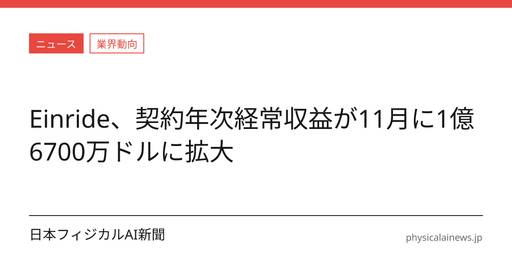 ニュース 業界動向
Einride、契約年次経常収益が11月に1億
6700万ドルに拡大
日本フィジカルAI新聞
physicalainews.jp